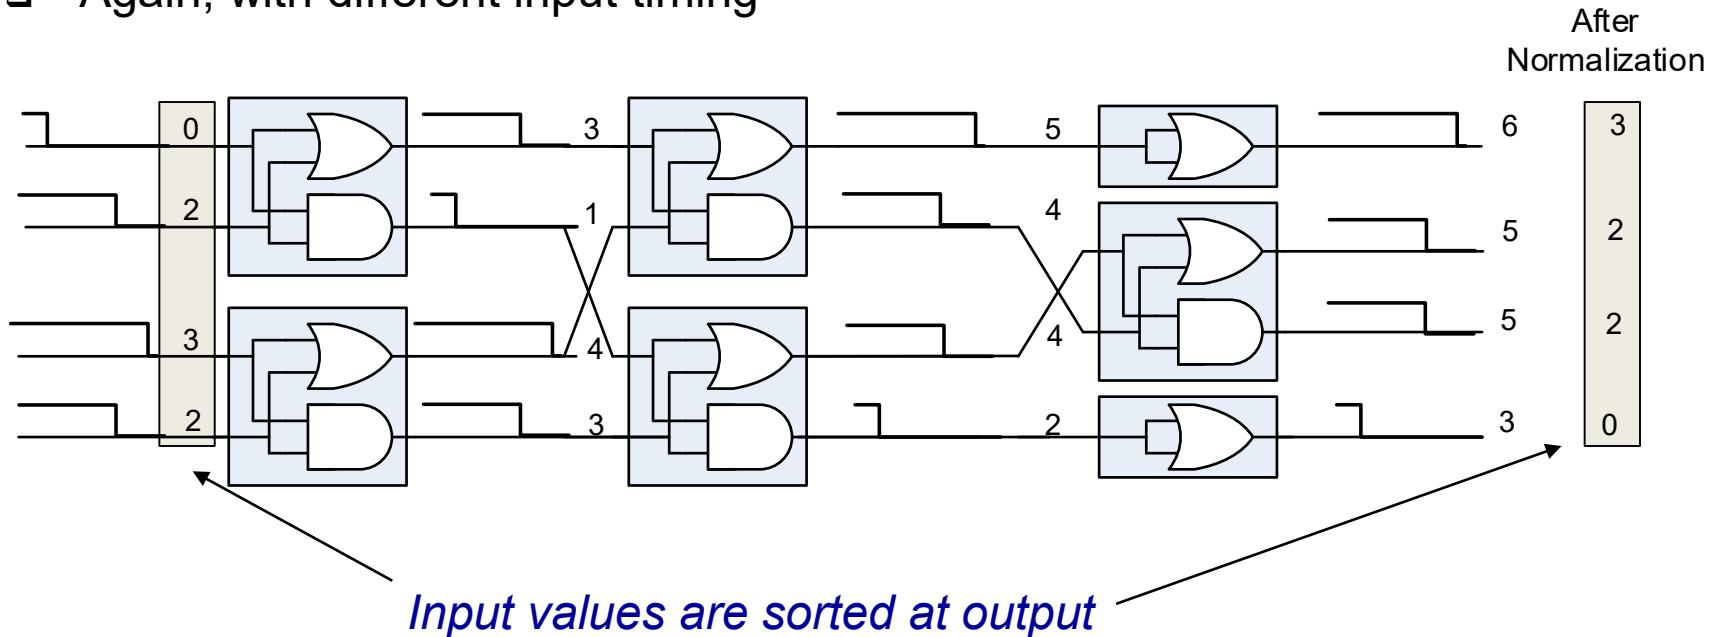 Again, with different input timing
After
Normalization
0 3 5 6 3
2 1 4 5 2
3 4 4 5 2
2 3 2 3 0
Input values are sorted at output